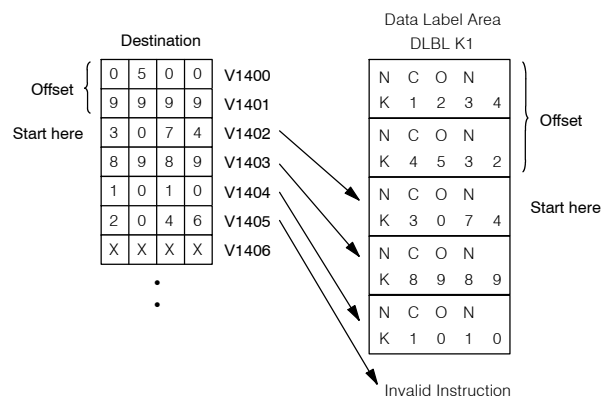 Destination
Offset
Start here
0 5 0 0 V1400
9 9 9 9 V1401
3 0 7 4 V1402
8 9 8 9 V1403
1 0 1 0 V1404
2 0 4 6 V1405
X X X X V1406
Data Label Area
DLBL K1
N C O N
K 1 2 3 4
N C O N
K 4 5 3 2
N C O N
K 3 0 7 4
N C O N
K 8 9 8 9
N C O N
K 1 0 1 0
Offset
Start here
Invalid Instruction